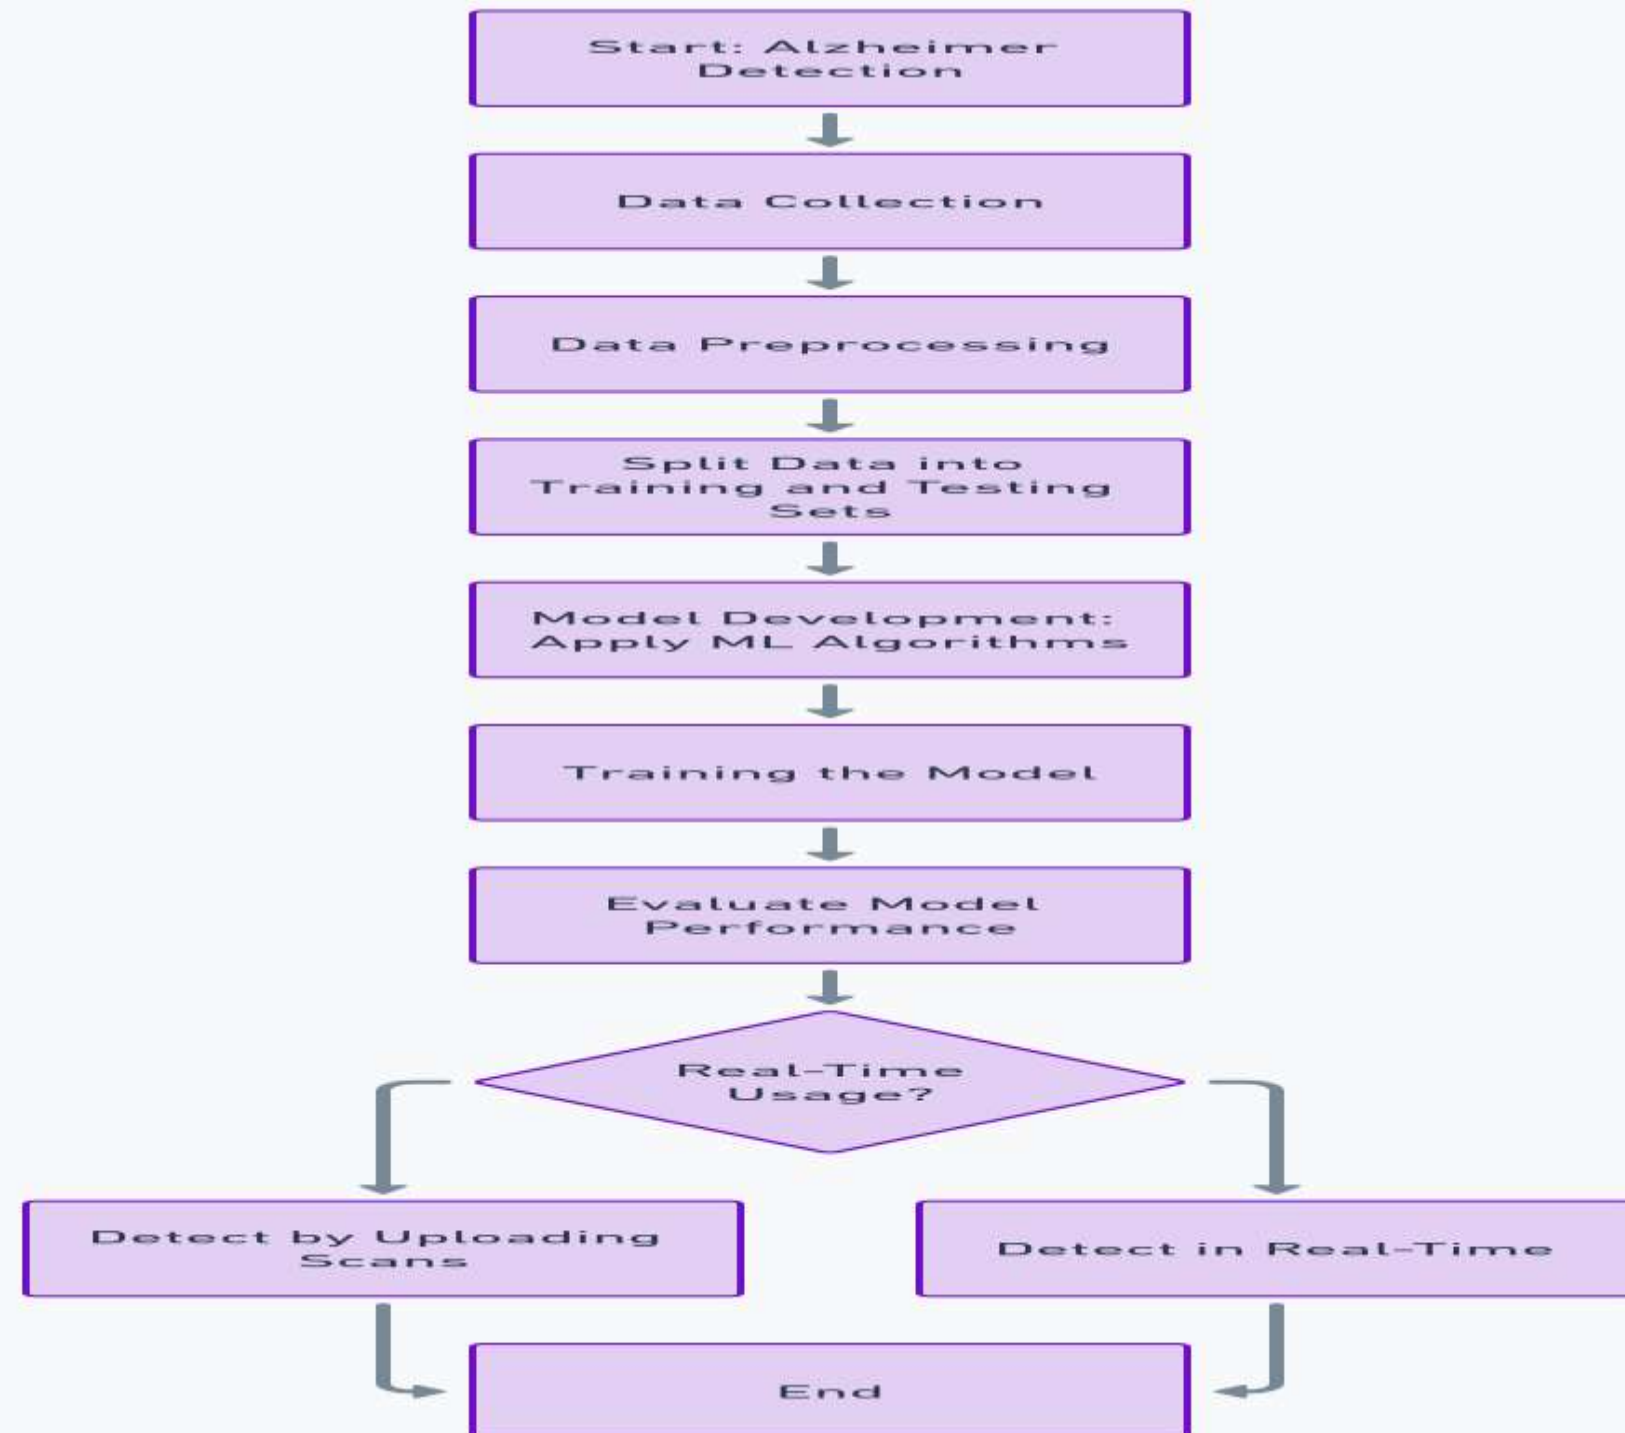 Start: Alzheimer
Detection
Data Collection
Data Preprocessing
Split Data into
Training and Testing
Sets
Model Development:
Apply ML Algorithms
Training the Model
Evaluate Model
Performance
Real-Time
Usage?
Detect by Uploading
Scans
Detect in Real-Time
End